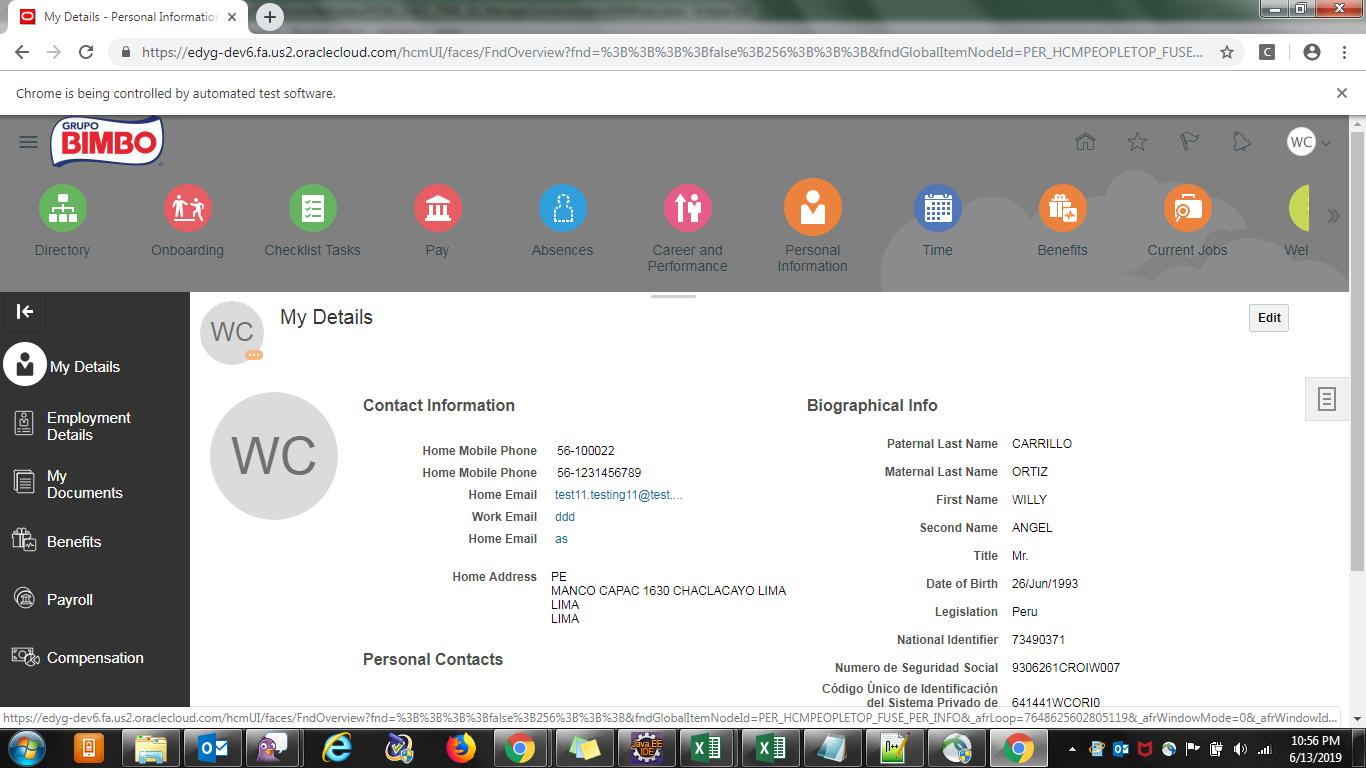 My Details - Personal Information
https://edyg-dev6.fa.us2.oraclecloud.com/hcmUI/faces/FndOverview?fnd=%3B%3B%3B%3Bfalse%3B256%3B%3B%3B&fndGlobalItemNodeId=PER_HCMPEOPLETOP_FUSE...
C
Chrome is being controlled by automated test software.
GRUPO
BIMBO
WC
Directory
Onboarding
Checklist Tasks
Pay
Absences
Career and
Performance
Personal
Information
Time
Benefits
Current Jobs
Wel
WC
My Details
Edit
My Details
Employment
Details
My
Documents
Benefits
Payroll
Compensation
WC
Contact Information
Home Mobile Phone 56-100022
Home Mobile Phone 56-1231456789
Home Email test11.testing11@test....
Work Email ddd
Home Email as
Home Address PE
MANCO CAPAC 1630 CHACLACAYO LIMA
LIMA
LIMA
Personal Contacts
Biographical Info
Paternal Last Name CARRILLO
Maternal Last Name ORTIZ
First Name WILLY
Second Name ANGEL
Title Mr.
Date of Birth 26/Jun/1993
Legislation Peru
National Identifier 73490371
Numero de Seguridad Social 9306261CROIW007
Código Único de Identificación
del Sistema Privado de 641441WCORI0
https://edyg-dev6.fa.us2.oraclecloud.com/hcmUI/faces/FndOverview?fnd=%3B%3B%3B%3Bfalse%3B256%3B%3B%3B&fndGlobalItemNodeId=PER_HCMPEOPLETOP_FUSE_PER_INFO&_afrLoop=7648625602805119&_afrWindowMode=0&_afrWindowId...
Java EE
IDE
10:56 PM
6/13/2019